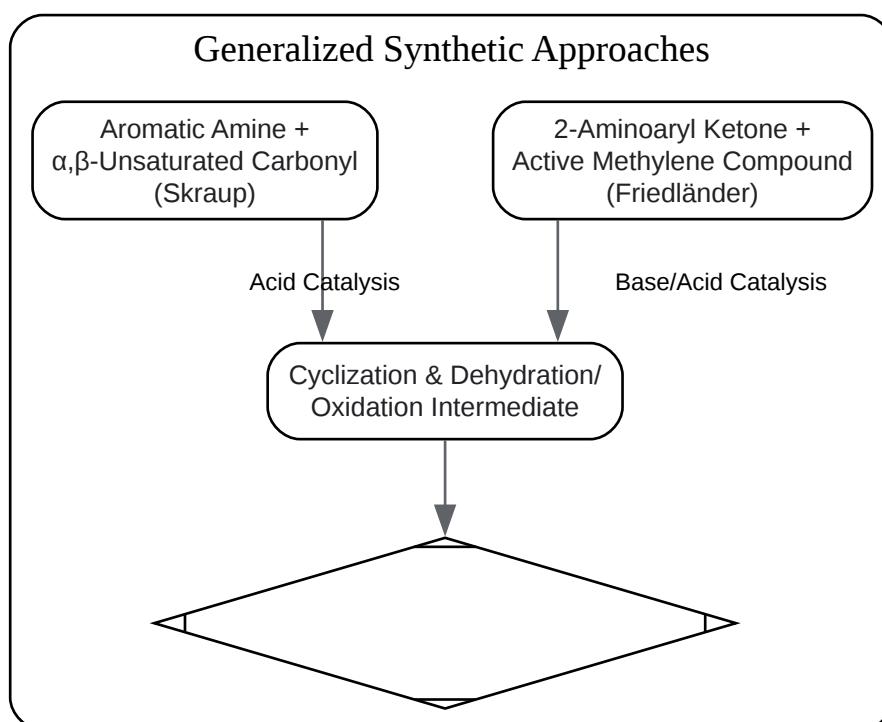 Generalized Synthetic Approaches
Aromatic Amine +
α,β-Unsaturated Carbonyl
(Skraup)
2-Aminoaryl Ketone +
Active Methylene Compound
(Friedländer)
Acid Catalysis
Base/Acid Catalysis
Cyclization & Dehydration/
Oxidation Intermediate